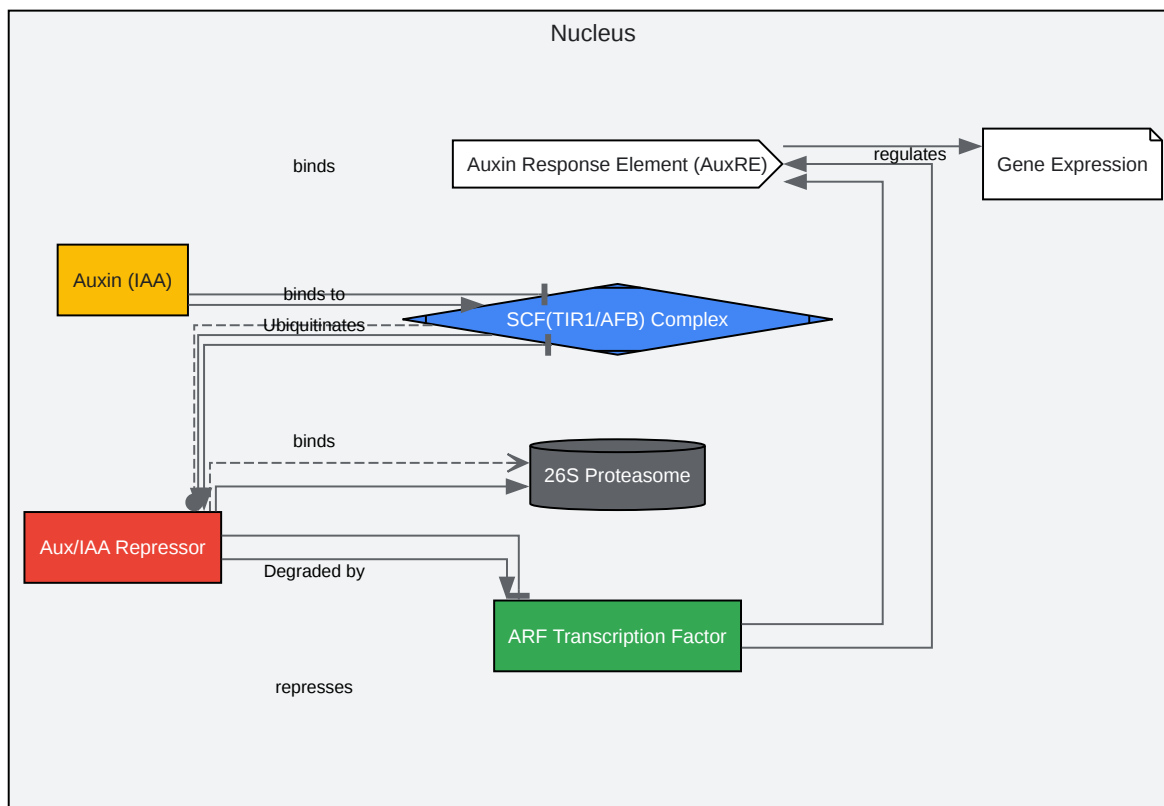 Nucleus
binds
Auxin Response Element (AuxRE)
regulates
Gene Expression
Auxin (IAA)
binds to
SCF(TIR1/AFB) Complex
Ubiquitinates
binds
26S Proteasome
Aux/IAA Repressor
Degraded by
ARF Transcription Factor
represses